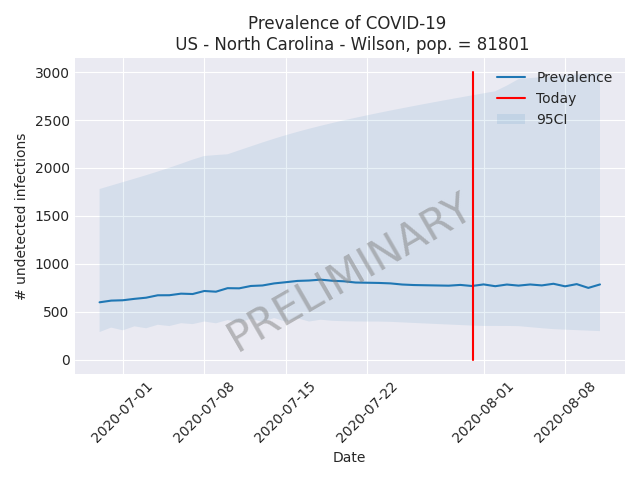 Prevalence of COVID-19
US - North Carolina - Wilson, pop. = 81801
3000
2500
2000
1500
1000
500
0
# undetected infections
Prevalence
Today
95CI
PRELIMINARY
2020-07-01
2020-07-08
2020-07-15
2020-07-22
2020-08-01
2020-08-08
Date